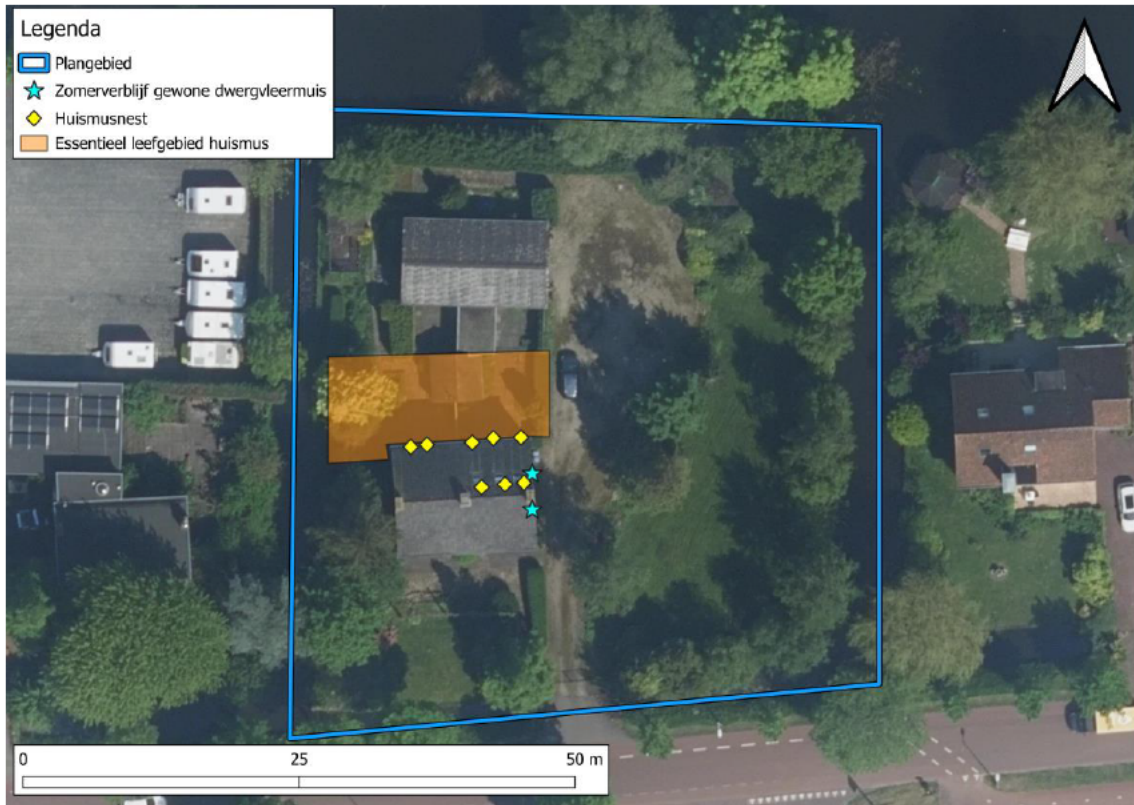 Legenda
Plangebied
Zomerverblijf gewone dwergvleermuis
Huismusnest
Essentieel leefgebied huismus
0 25 50 m